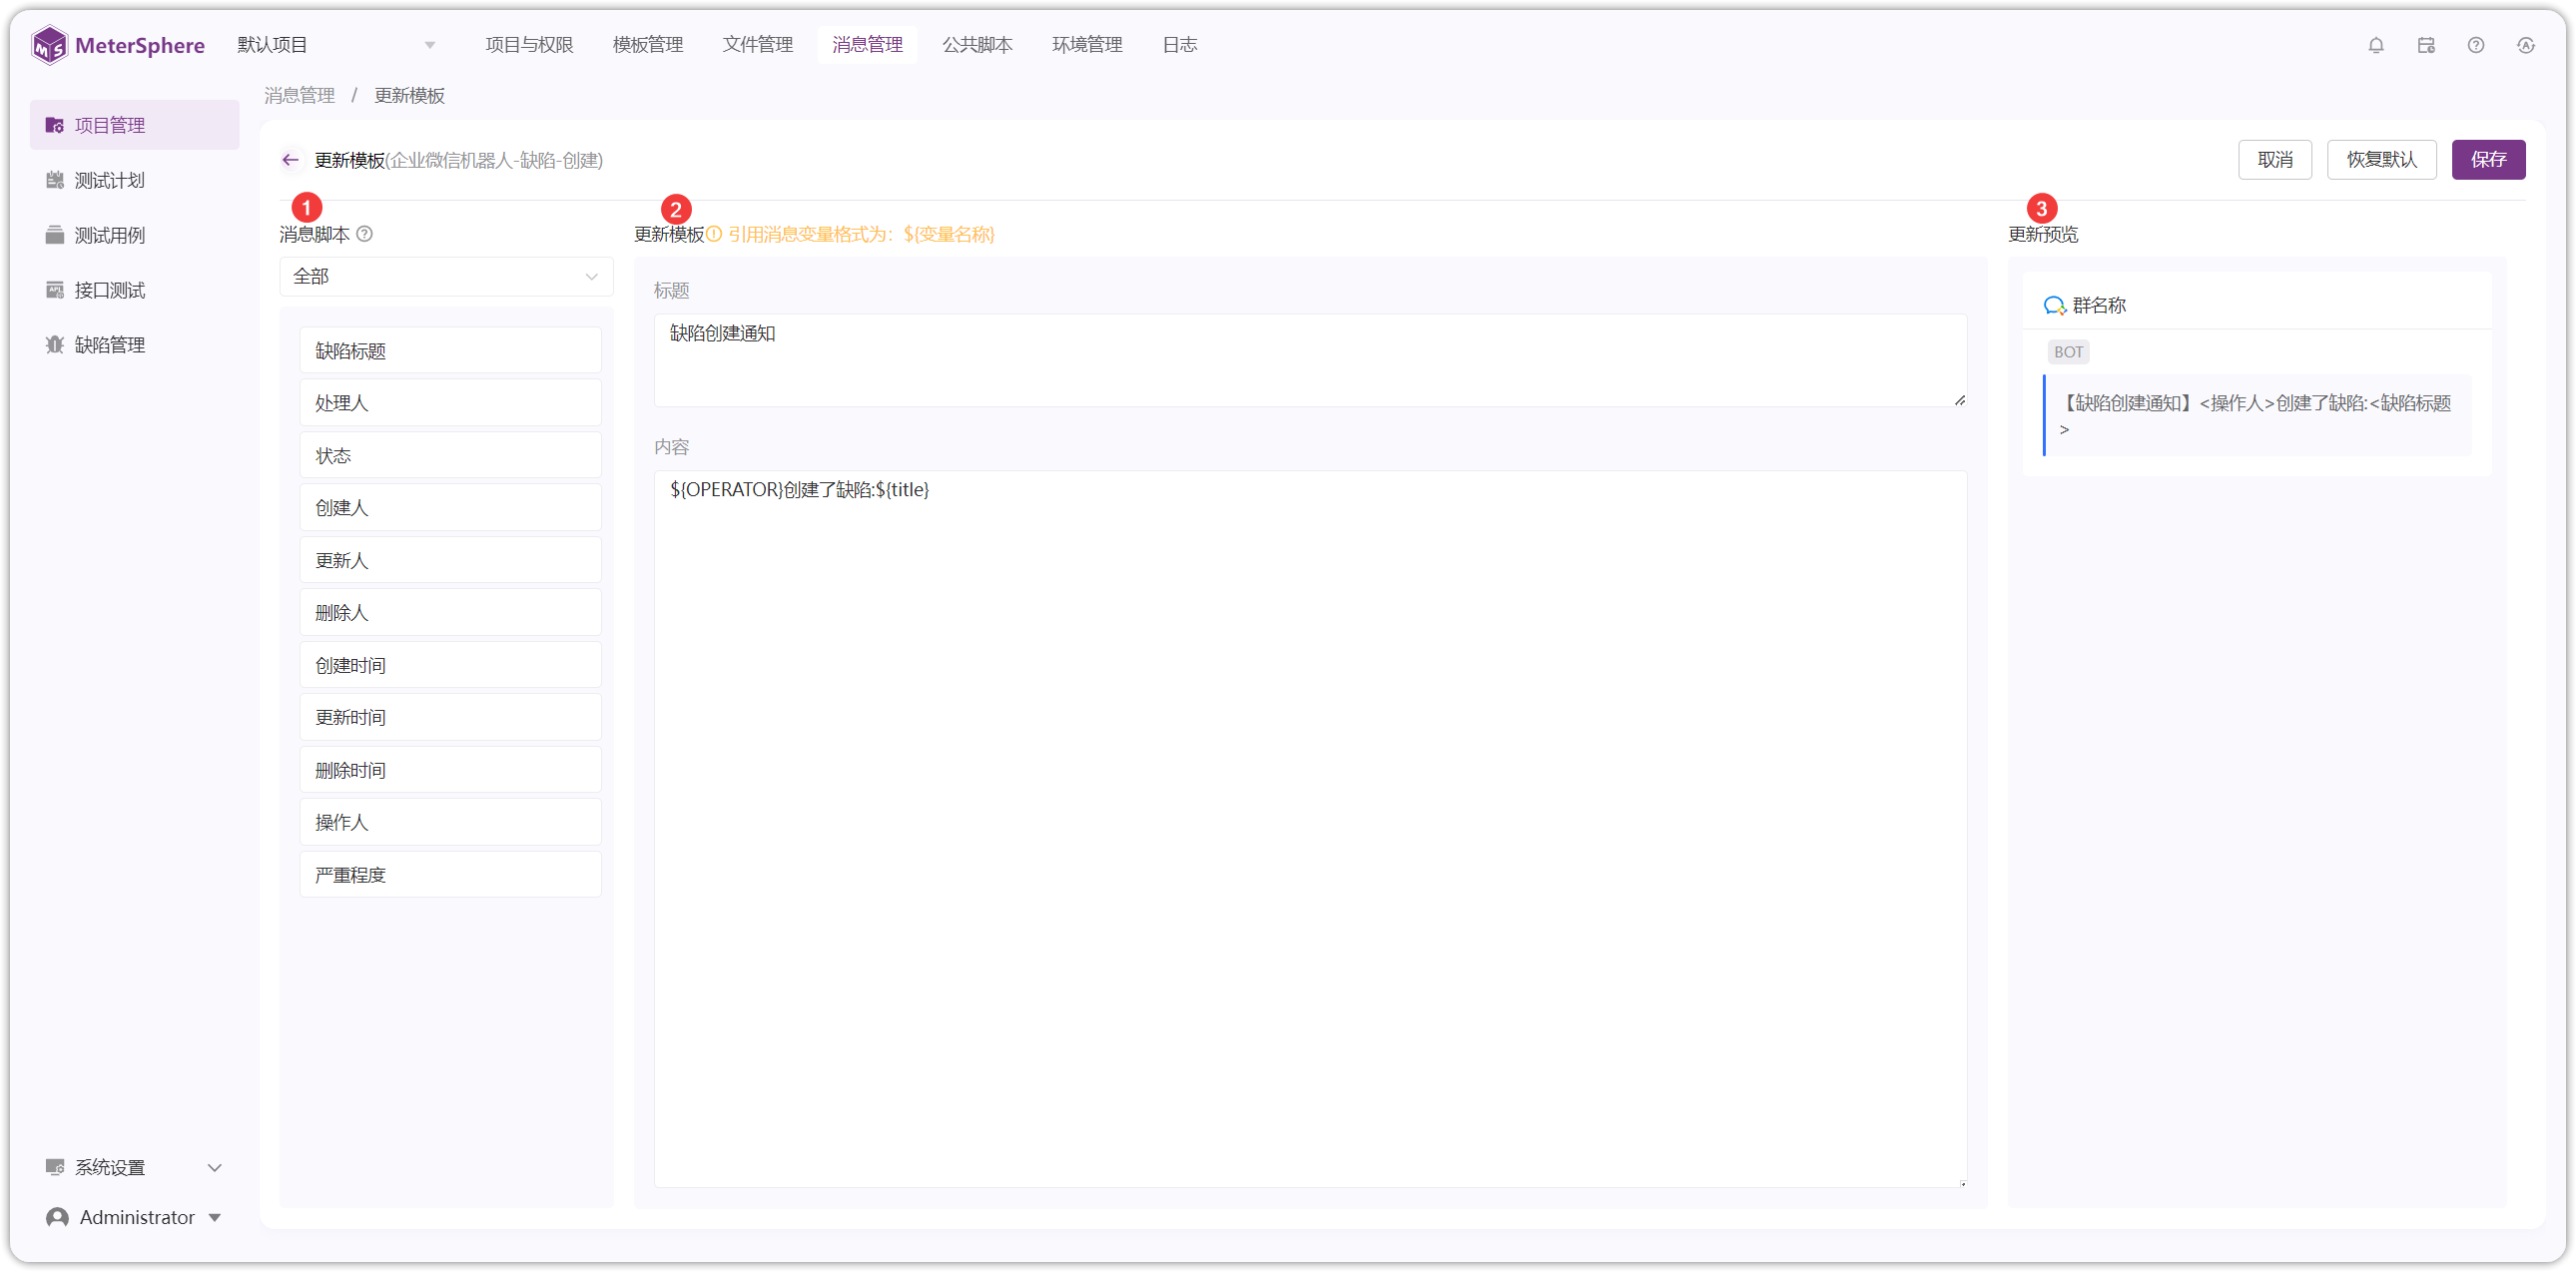 MeterSphere
默认项目
项目与权限
模板管理
文件管理
消息管理
公共脚本
环境管理
日志
项目管理
测试计划
测试用例
接口测试
缺陷管理
系统设置
Administrator
消息管理 / 更新模板
更新模板(企业微信机器人-缺陷-创建)
取消
恢复默认
保存
1
消息脚本
全部
缺陷标题
处理人
状态
创建人
更新人
删除人
创建时间
更新时间
删除时间
操作人
严重程度
2
更新模板 引用消息变量格式为：${变量名称}
标题
缺陷创建通知
内容
${OPERATOR}创建了缺陷:${title}
3
更新预览
群名称
BOT
【缺陷创建通知】<操作人>创建了缺陷:<缺陷标题
>